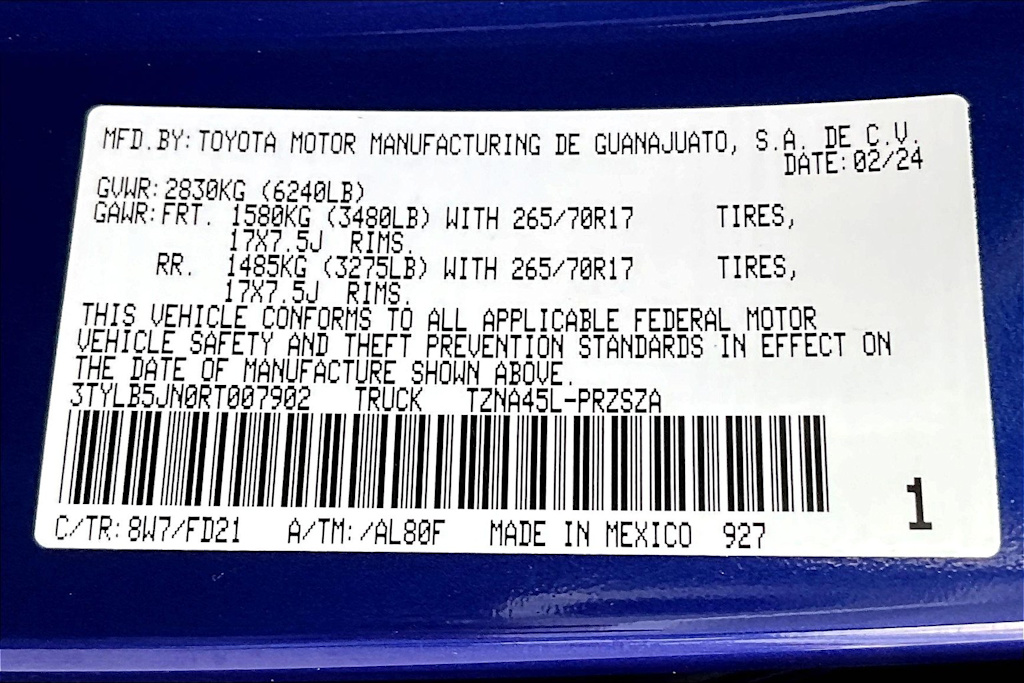 MFD.BY: TOYOTA MOTOR MANUFACTURING DE GUANAJUATO, S.A. DE C.V.
DATE: 02/24
GVWR: 2830KG (6240LB)
GAWR: FRT. 1580KG (3480LB) WITH 265/70R17 TIRES,
17X7.5J RIMS.
RR. 1485KG (3275LB) WITH 265/70R17 TIRES,
17X7.5J RIMS.
THIS VEHICLE CONFORMS TO ALL APPLICABLE FEDERAL MOTOR
VEHICLE SAFETY AND THEFT PREVENTION STANDARDS IN EFFECT ON
THE DATE OF MANUFACTURE SHOWN ABOVE.
3TYLB5JN0RT007902 TRUCK TZNA45L-PRZSZA
C/TR: 8W7/FD21 A/TM: /AL80F MADE IN MEXICO 927
1